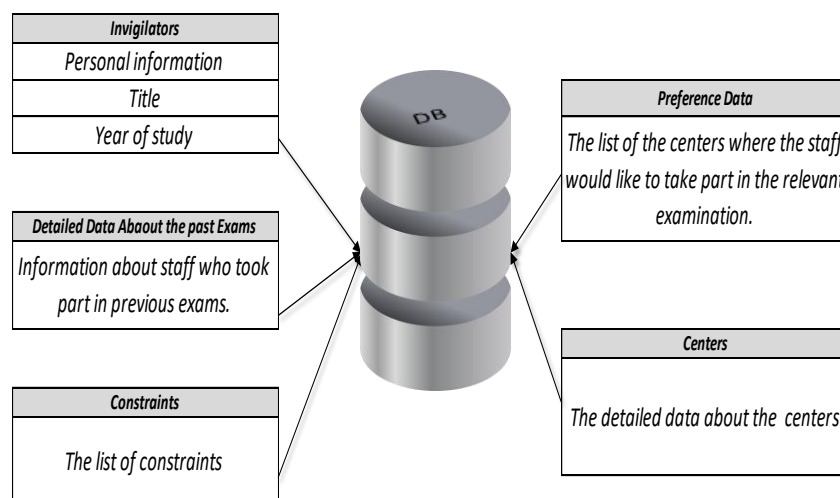 Invigilators
Personal information
Title
Year of study
Detailed Data Abaout the past Exams
Information about staff who took
part in previous exams.
Constraints
The list of constraints
DB
Preference Data
The list of the centers where the staff
would like to take part in the relevant
examination.
Centers
The detailed data about the centers